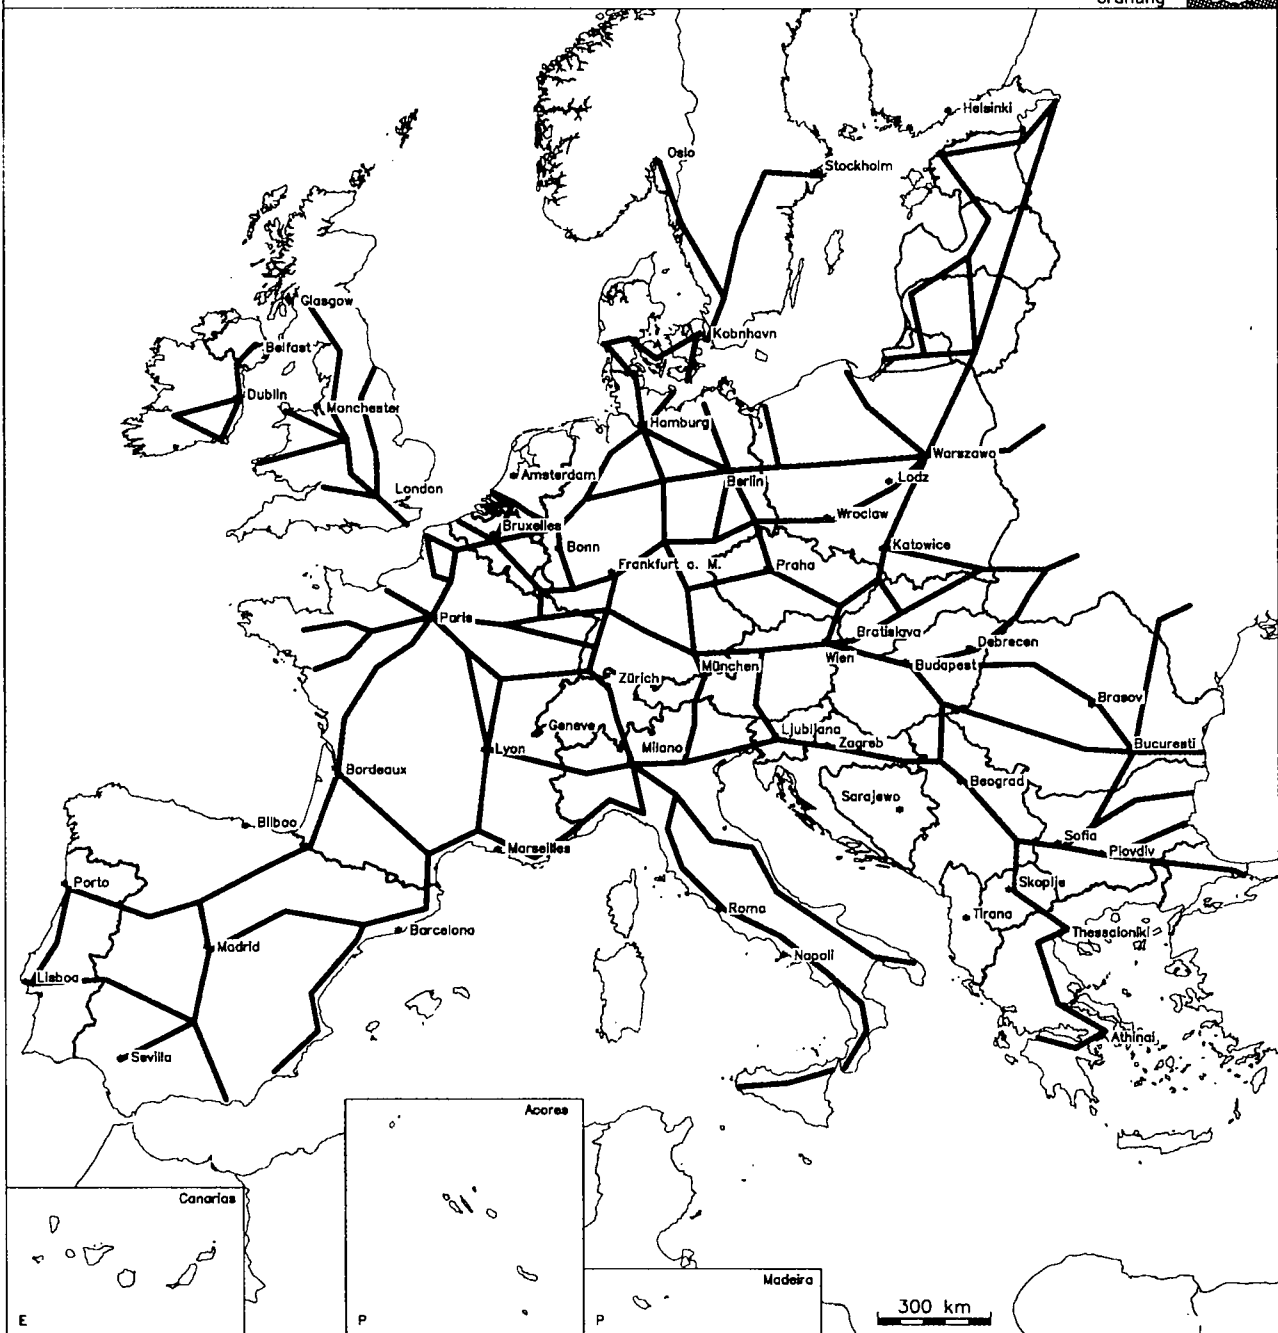 ordnung
Helsinki
Oslo
Stockholm
Glasgow
Kobnhavn
Belfast
Dublin
Manchester
Hamburg
Warszawo
Amsterdam
Berlin
Lodz
London
Wroclaw
Bruxelles
Bonn
Katowice
Frankfurt a. M.
Praha
Paris
Bratislava
Debrecen
Wien
München
Budapest
Zürich
Brasov
Geneve
Ljubljana
Lyon
Milano
Zagreb
Bucuresti
Bordeaux
Beograd
Sarajewo
Bilbao
Sofia
Marseilles
Plovdiv
Porto
Skopije
Roma
Tirana
Barcelona
Thessaloniki
Madrid
Napoli
Lisboa
Athinai
Sevilla
Acores
Canarias
Madeira
300 km
E
P
P